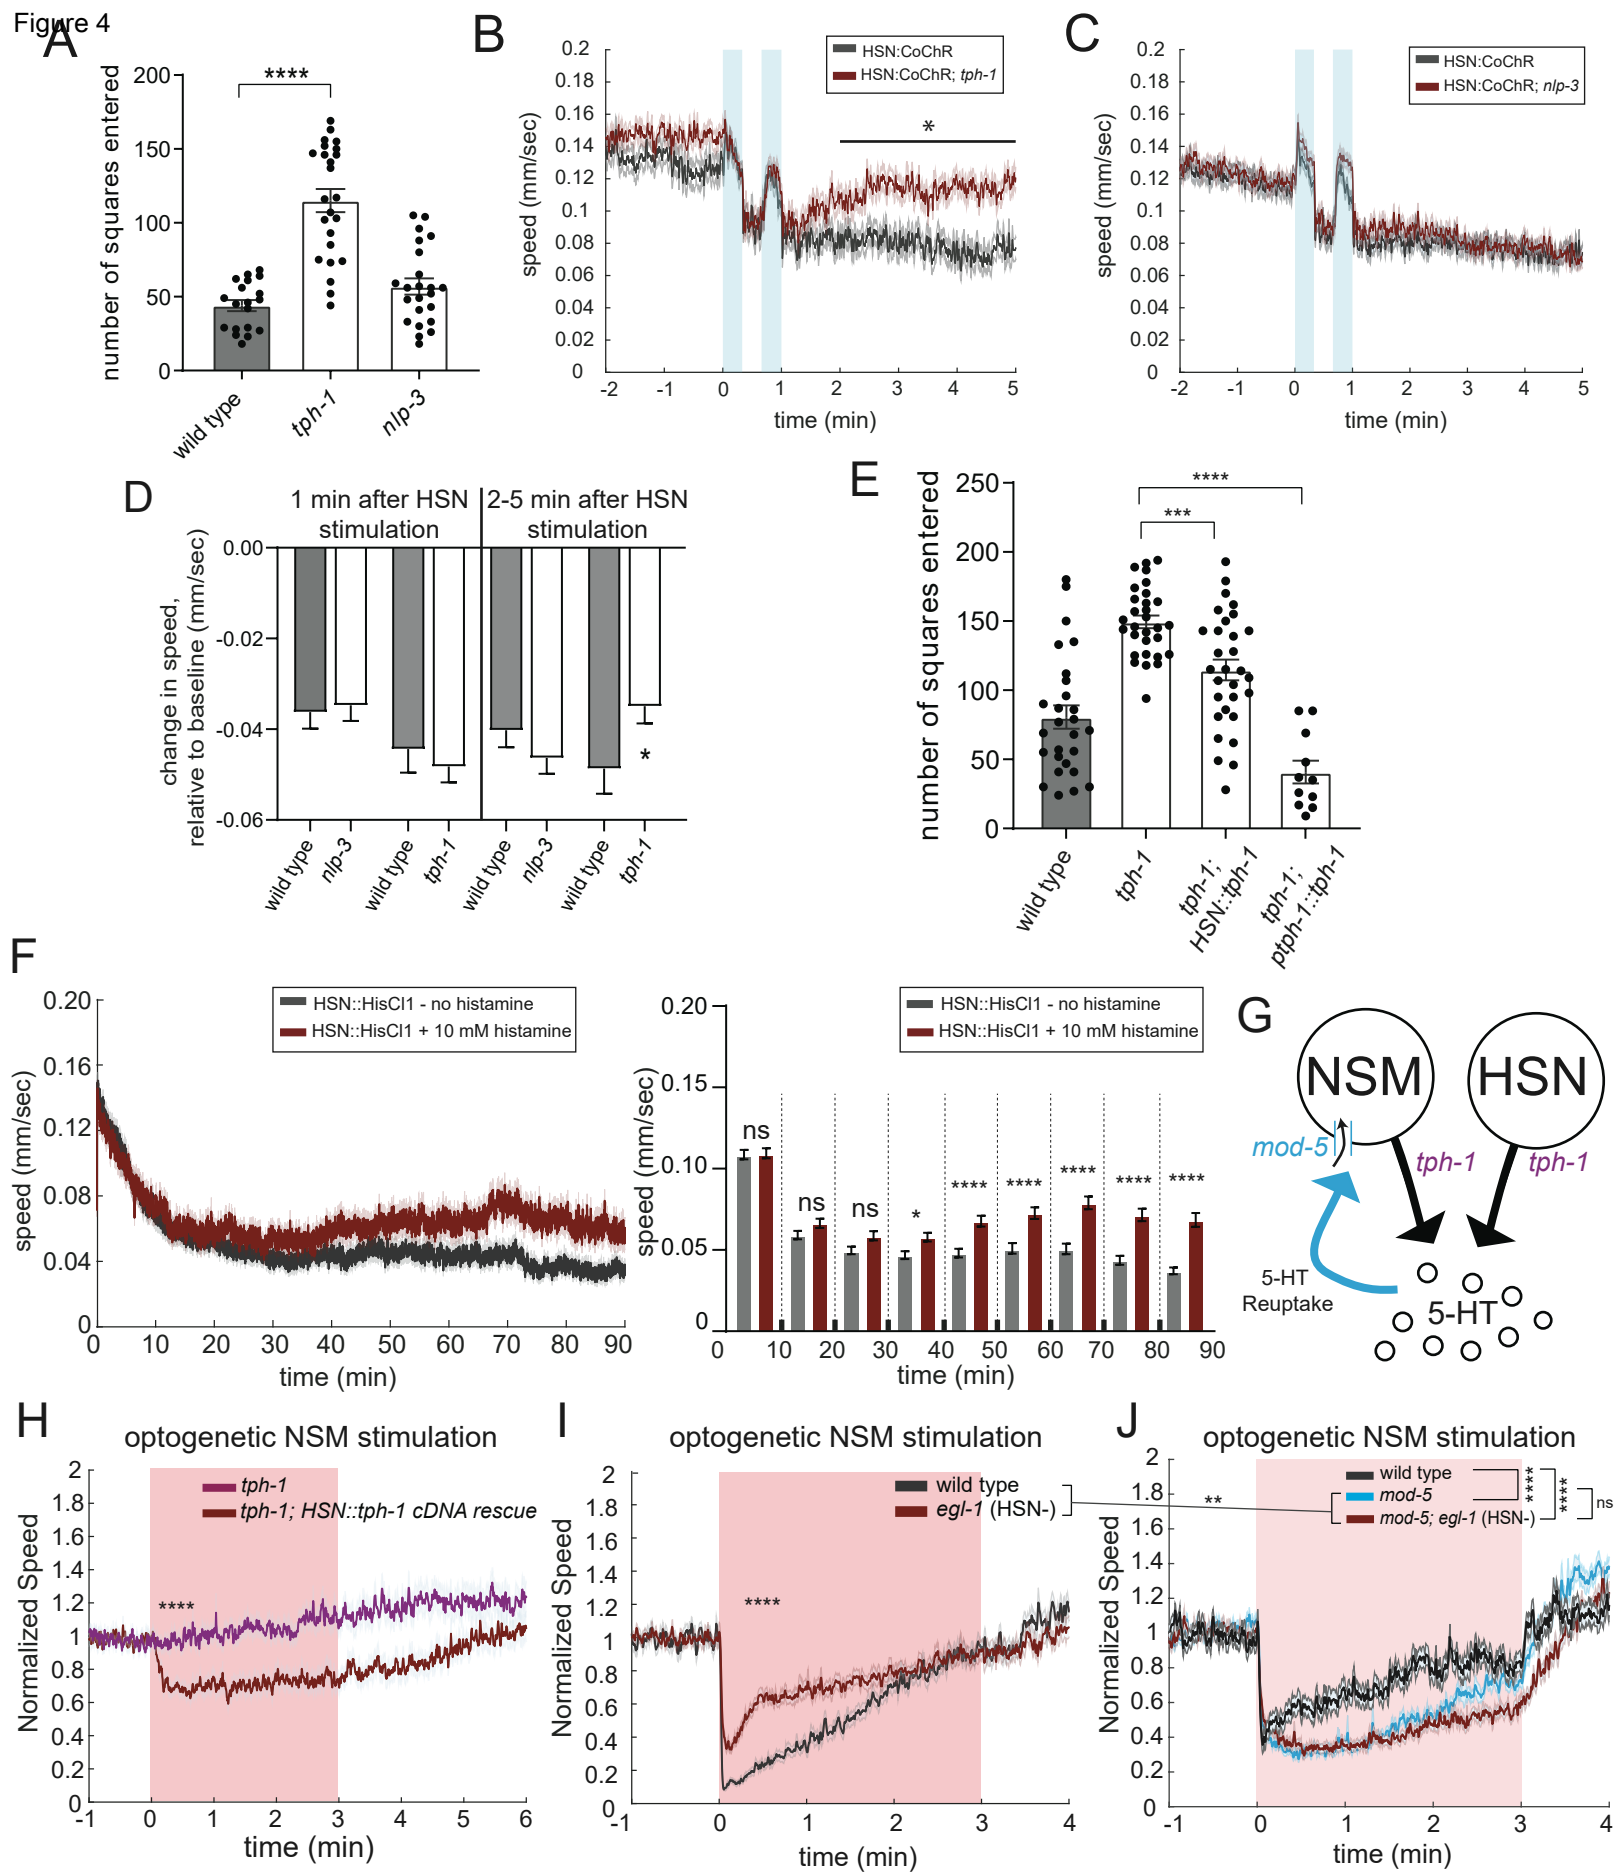 Figure 4
A
number of squares entered
200
150
100
50
0
****
wild type
tph-1
nlp-3
B
speed (mm/sec)
0.2
0.18
0.16
0.14
0.12
0.1
0.08
0.06
0.04
0.02
0
HSN:CoChR
HSN:CoChR; tph-1
*
-2 -1 0 1 2 3 4 5
time (min)
C
speed (mm/sec)
0.2
0.18
0.16
0.14
0.12
0.1
0.08
0.06
0.04
0.02
0
HSN:CoChR
HSN:CoChR; nlp-3
-2 -1 0 1 2 3 4 5
time (min)
D
1 min after HSN
stimulation
2-5 min after HSN
stimulation
change in speed,
relative to baseline (mm/sec)
0.00
-0.02
-0.04
-0.06
*
wild type
nlp-3
wild type
tph-1
wild type
nlp-3
wild type
tph-1
E
number of squares entered
250
200
150
100
50
0
****
***
wild type
tph-1
tph-1;
HSN::tph-1
tph-1;
ptph-1::tph-1
F
speed (mm/sec)
0.20
0.16
0.12
0.08
0.04
0
HSN::HisCl1 - no histamine
HSN::HisCl1 + 10 mM histamine
0 10 20 30 40 50 60 70 80 90
time (min)
speed (mm/sec)
0.20
0.15
0.10
0.05
0
HSN::HisCl1 - no histamine
HSN::HisCl1 + 10 mM histamine
ns
ns
ns
*
****
****
****
****
****
0 10 20 30 40 50 60 70 80 90
time (min)
G
NSM
HSN
mod-5
tph-1
tph-1
5-HT
Reuptake
5-HT
H
optogenetic NSM stimulation
Normalized Speed
2
1.8
1.6
1.4
1.2
1
0.8
0.6
0.4
0.2
0
tph-1
tph-1; HSN::tph-1 cDNA rescue
****
-1 0 1 2 3 4 5 6
time (min)
I
optogenetic NSM stimulation
Normalized Speed
2
1.8
1.6
1.4
1.2
1
0.8
0.6
0.4
0.2
0
wild type
egl-1 (HSN-)
****
-1 0 1 2 3 4
time (min)
**
J
optogenetic NSM stimulation
Normalized Speed
2
1.8
1.6
1.4
1.2
1
0.8
0.6
0.4
0.2
0
wild type
mod-5
mod-5; egl-1 (HSN-)
****
****
ns
-1 0 1 2 3 4
time (min)